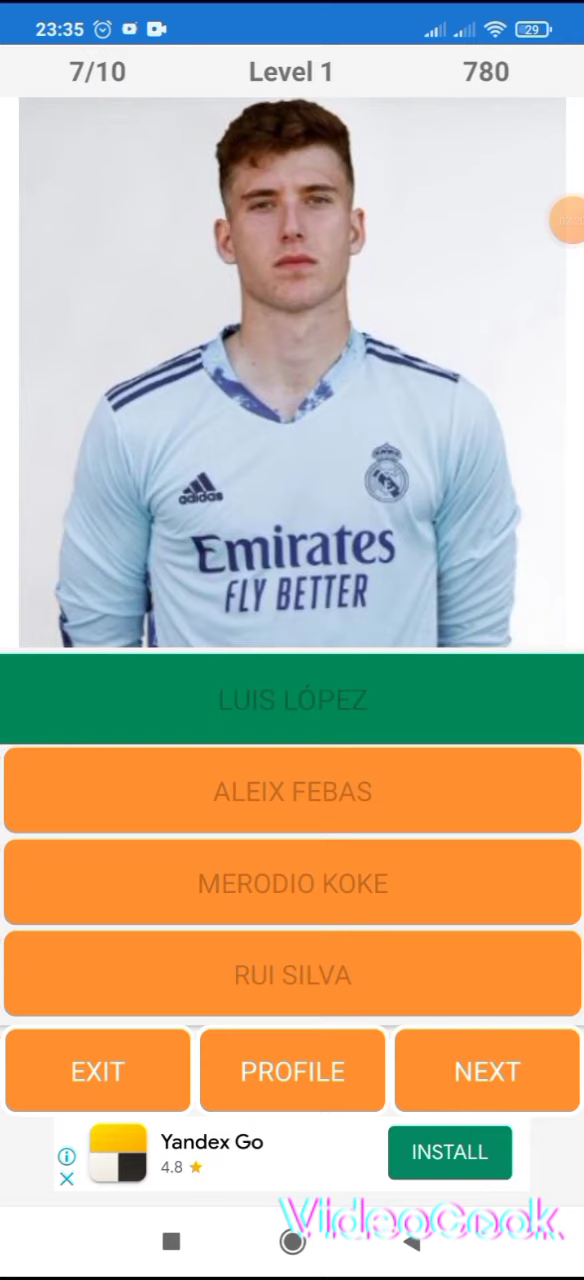 23:35
29
7/10 Level 1 780
adidas
Emirates
FLY BETTER
LUIS LÓPEZ
ALEIX FEBAS
MERODIO KOKE
RUI SILVA
EXIT PROFILE NEXT
Yandex Go
4.8
INSTALL
VideoCook